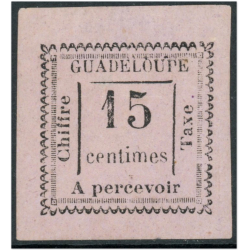 GUADELOUPE
Chiffre
15
centimes
Taxe.
A percevoir